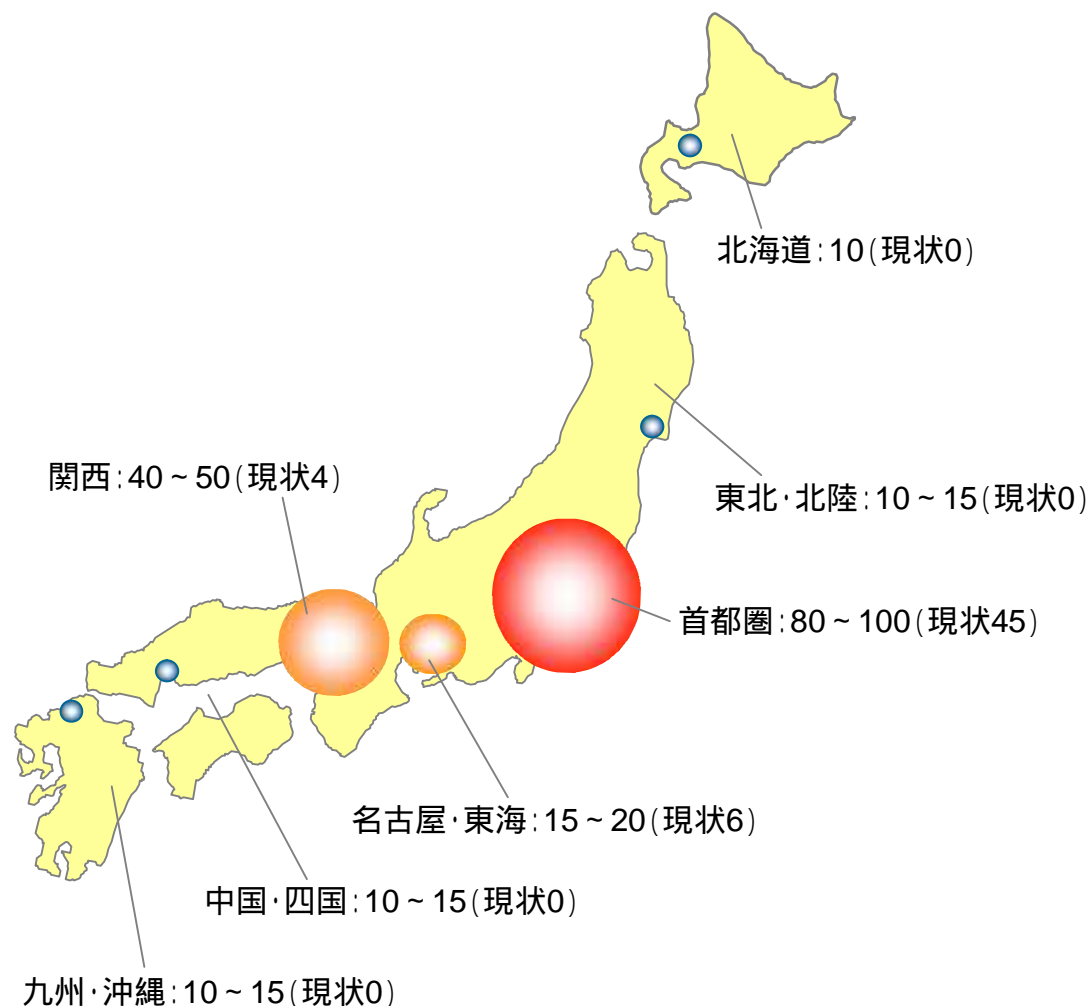 北海道:10(現状0)
関西:40~50(現状4)
東北・北陸:10~15(現状0)
首都圏:80~100(現状45)
名古屋・東海:15~20(現状6)
中国・四国:10~15(現状0)
九州・沖縄:10~15(現状0)